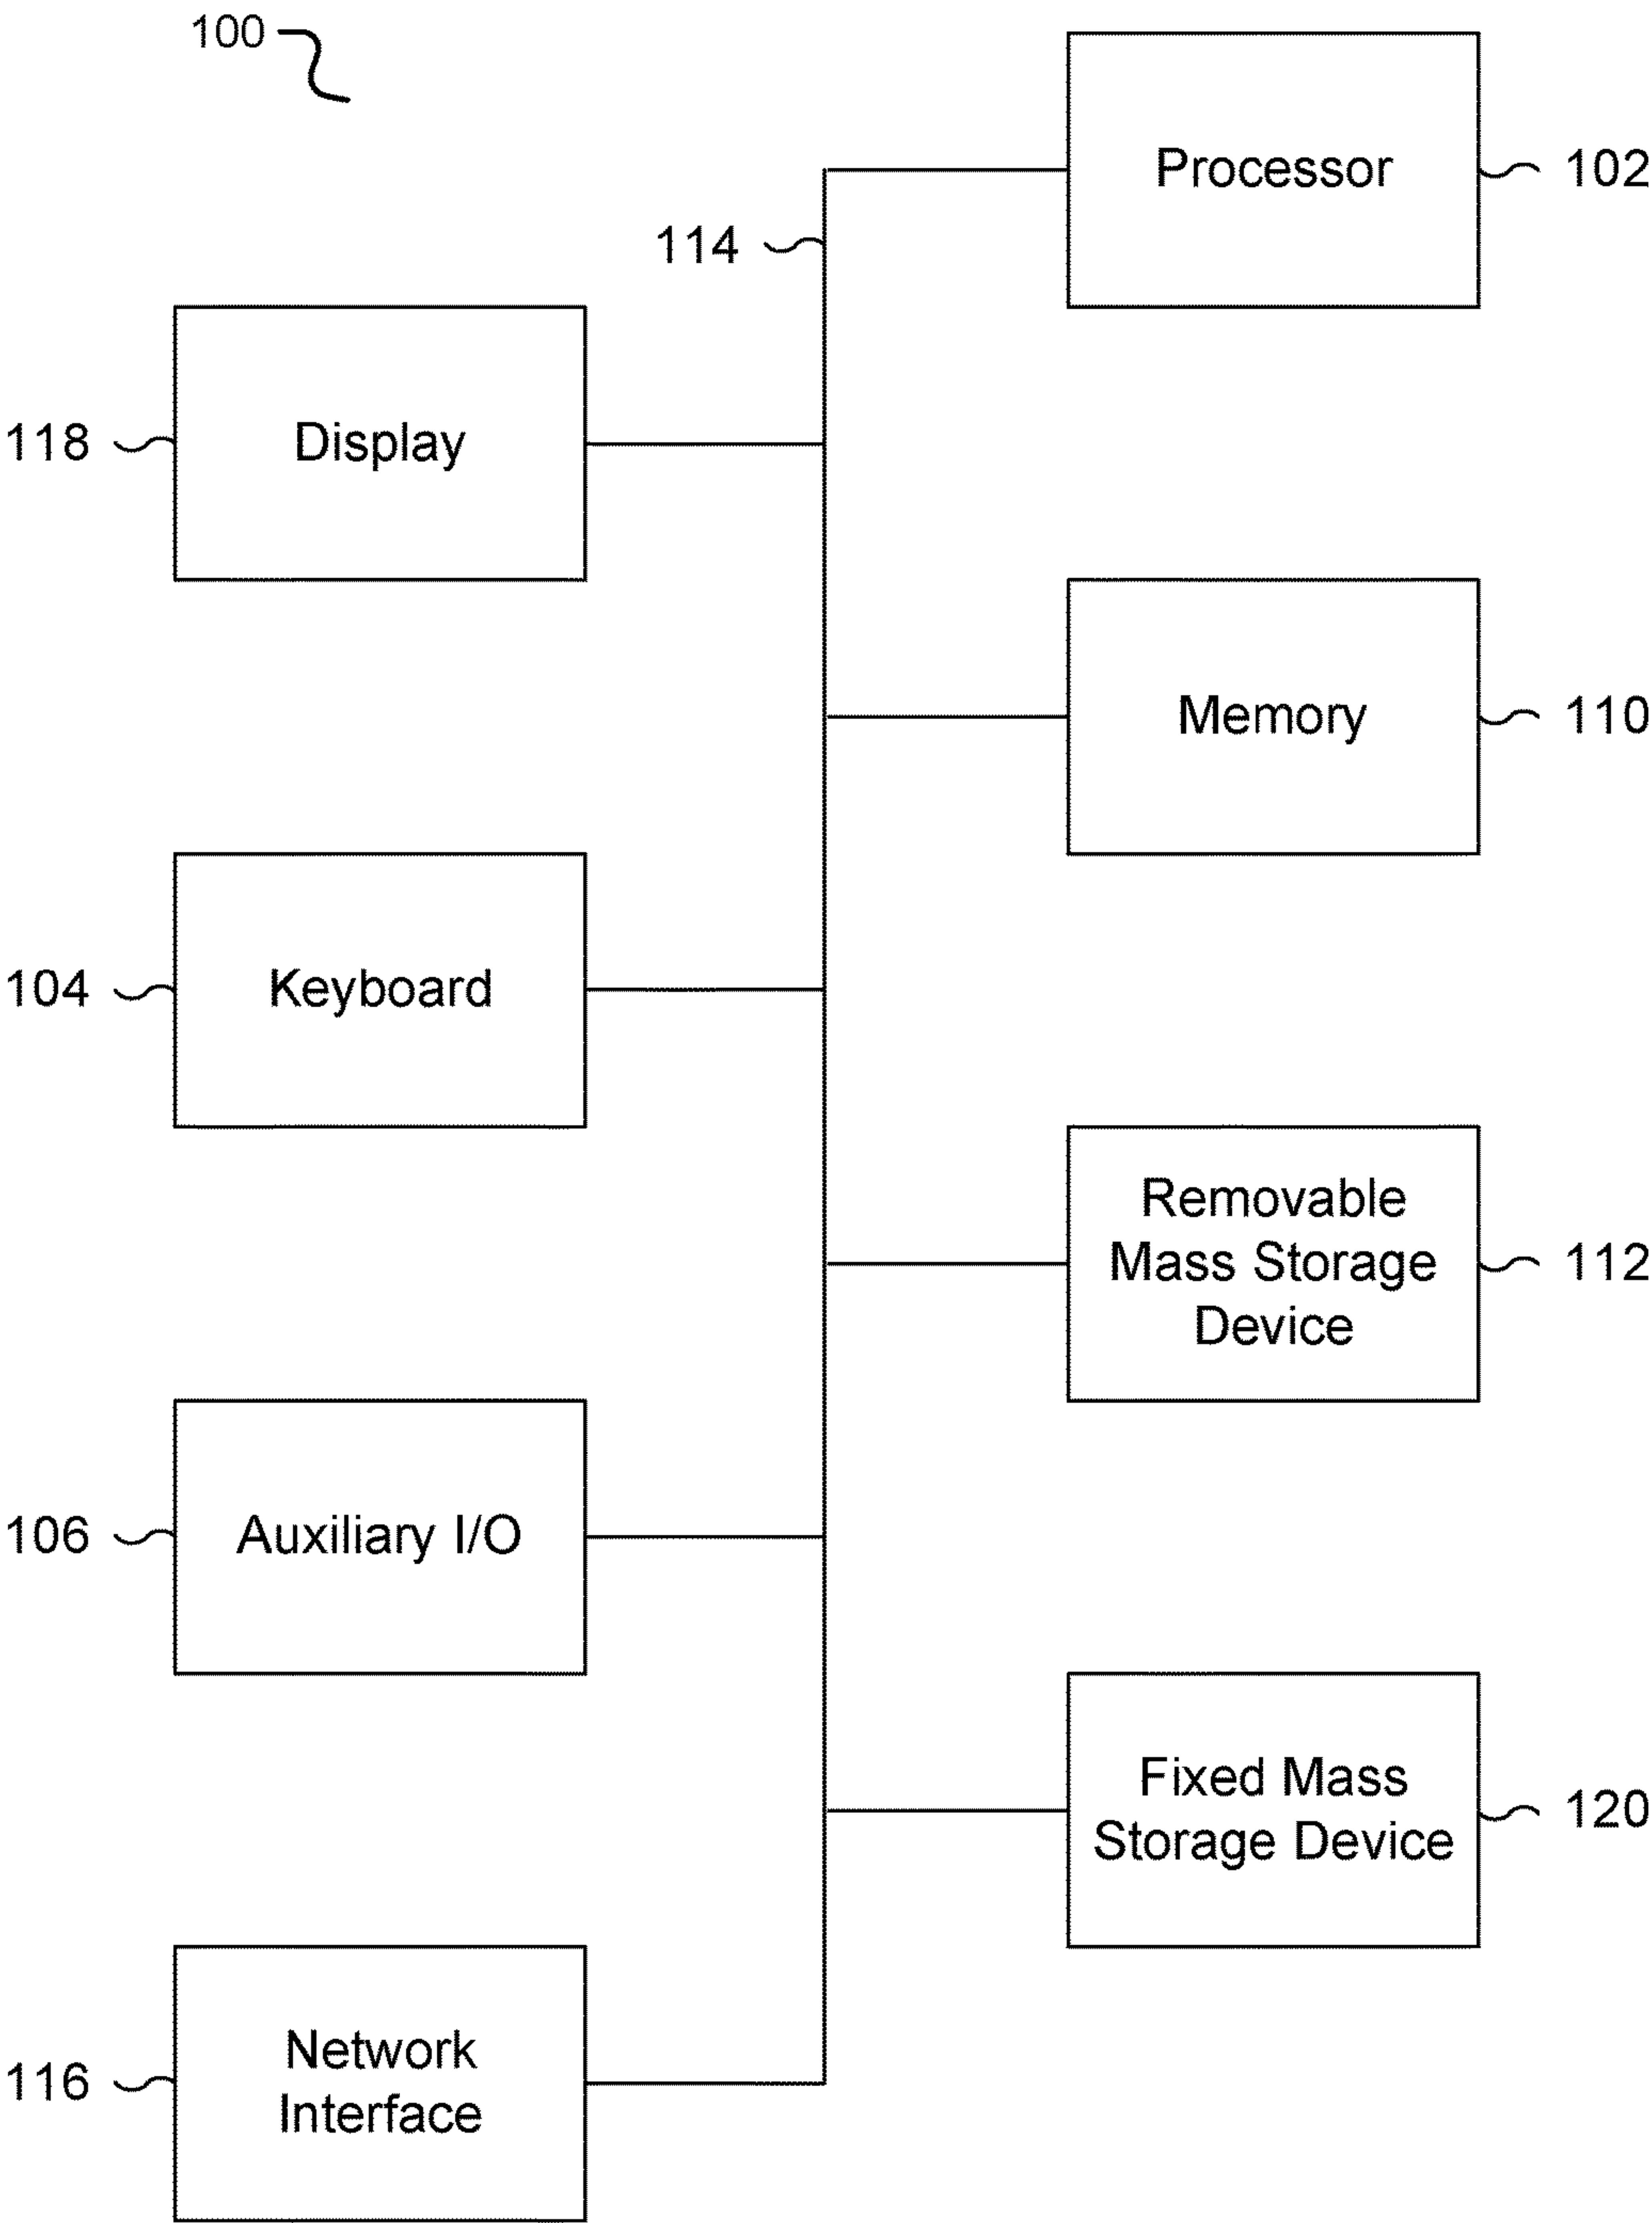 100
Processor
102
114
118
Display
Memory
110
104
Keyboard
Removable
Mass Storage
Device
112
106
Auxiliary I/O
Fixed Mass
Storage Device
120
116
Network
Interface